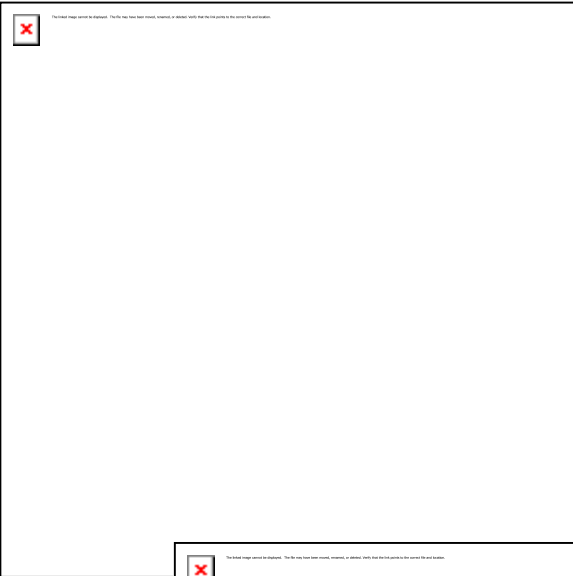 The linked image cannot be displayed.  The file may have been moved, renamed, or deleted. Verify that the link points to the correct file and location.
The linked image cannot be displayed.  The file may have been moved, renamed, or deleted. Verify that the link points to the correct file and location.